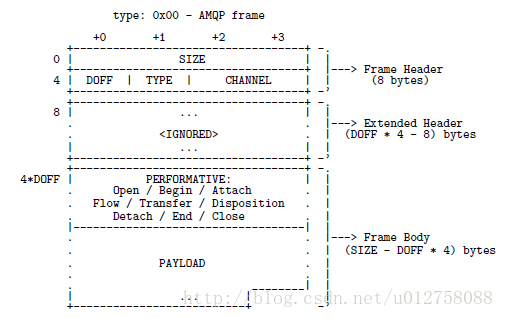 type: 0x00 - AMQP frame
+0 +1 +2 +3
0 SIZE
4 DOFF | TYPE | CHANNEL
---> Frame Header
(8 bytes)
8 ...
<IGNORED>
...
---> Extended Header
(DOFF * 4 - 8) bytes
4*DOFF PERFORMATIVE:
Open / Begin / Attach
Flow / Transfer / Disposition
Detach / End / Close
PAYLOAD
---> Frame Body
(SIZE - DOFF * 4) bytes
...
http://blog.csdn.net/u012758088